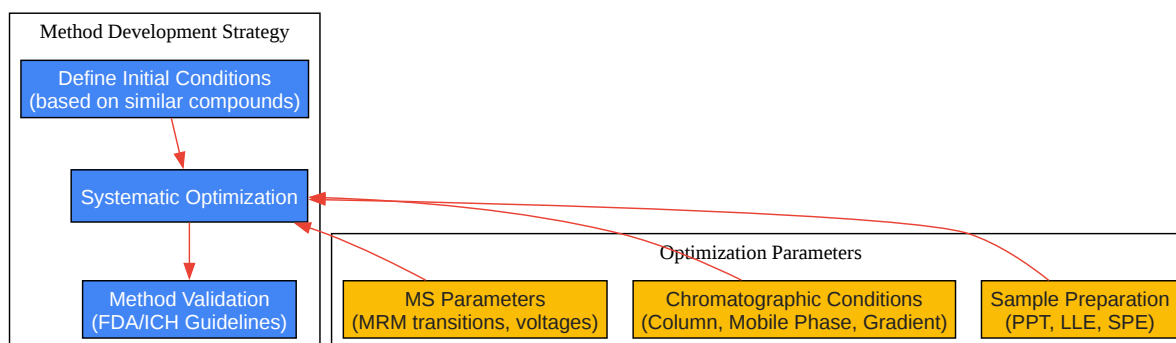 Method Development Strategy
Define Initial Conditions
(based on similar compounds)
Systematic Optimization
Method Validation
(FDA/ICH Guidelines)
Optimization Parameters
MS Parameters
(MRM transitions, voltages)
Chromatographic Conditions
(Column, Mobile Phase, Gradient)
Sample Preparation
(PPT, LLE, SPE)